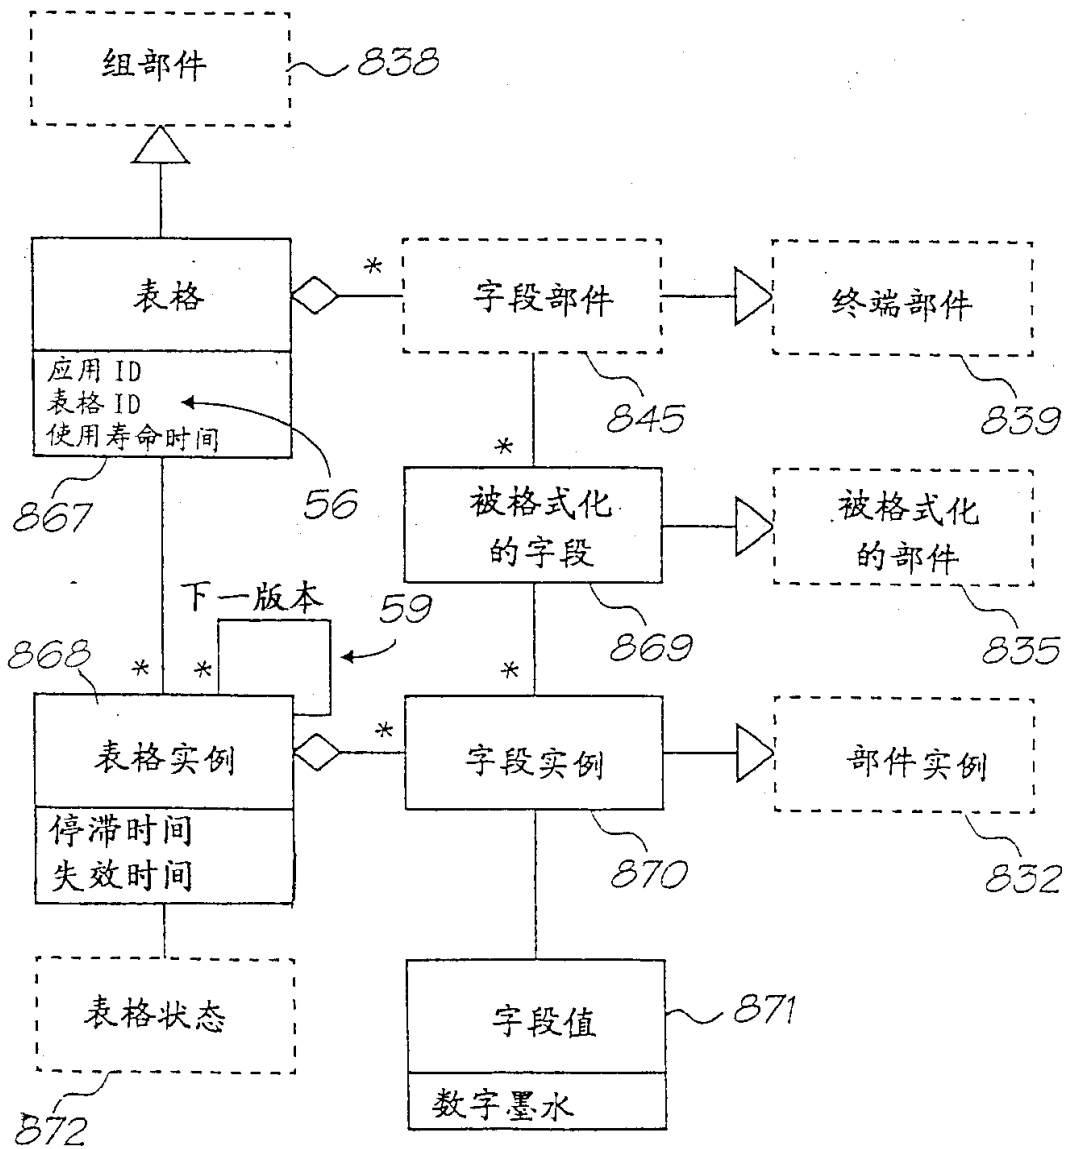 组部件
838
表格
*
字段部件
终端部件
应用ID
表格ID
使用寿命时间
867
56
845
839
*
被格式化
的字段
被格式化
的部件
下一版本
59
869
835
868
*
*
*
表格实例
*
字段实例
部件实例
停滞时间
失效时间
870
832
表格状态
字段值
871
数字墨水
872